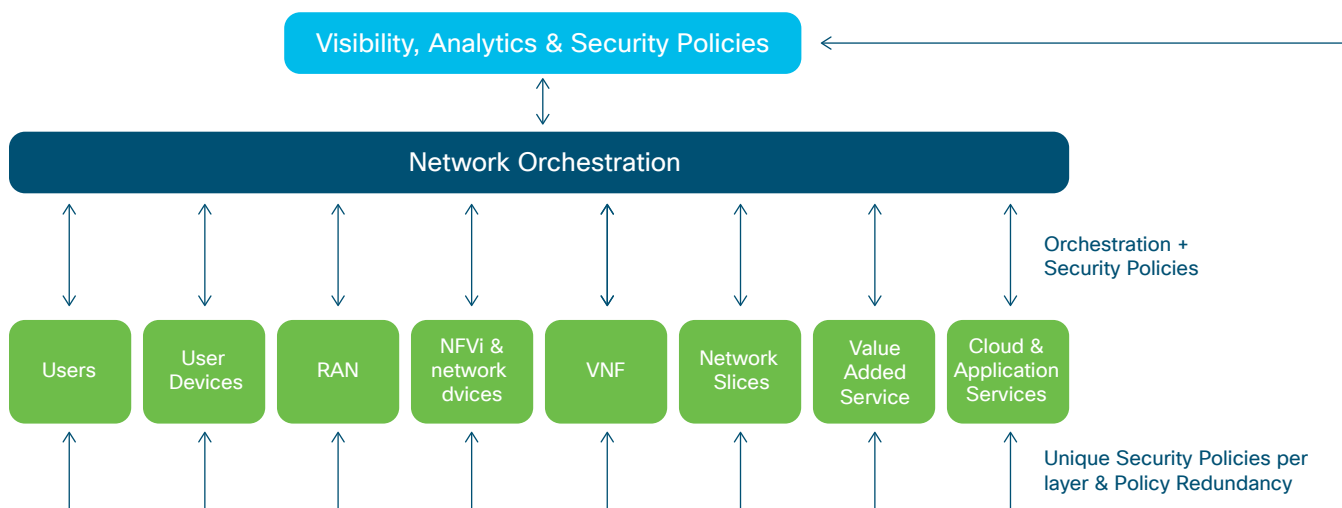 Visibility, Analytics & Security Policies
Network Orchestration
Orchestration +
Security Policies
Users
User
Devices
RAN
NFVi &
network
dvices
VNF
Network
Slices
Value
Added
Service
Cloud &
Application
Services
Unique Security Policies per
layer & Policy Redundancy